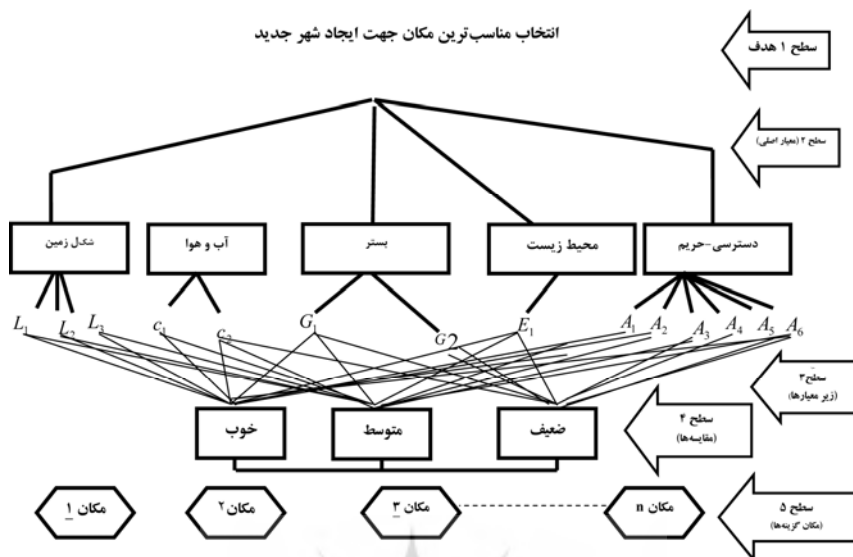 انتخاب مناسب‌ترین مکان جهت ایجاد شهر جدید
سطح ۱ هدف
سطح ۲ (معیار اصلی)
دسترسی-حریم
محیط زیست
بستر
آب و هوا
شکل زمین
L₁ L₂ L₃ c₁ c₂ G₁ G2 E₁ A₁ A₂ A₃ A₄ A₅ A₆
سطح۳
(زیر معیارها)
سطح ۴
(مقایسه‌ها)
ضعیف
متوسط
خوب
سطح ۵
(مکان گزینه‌ها)
مکان n
مکان ۳
مکان ۲
مکان 1